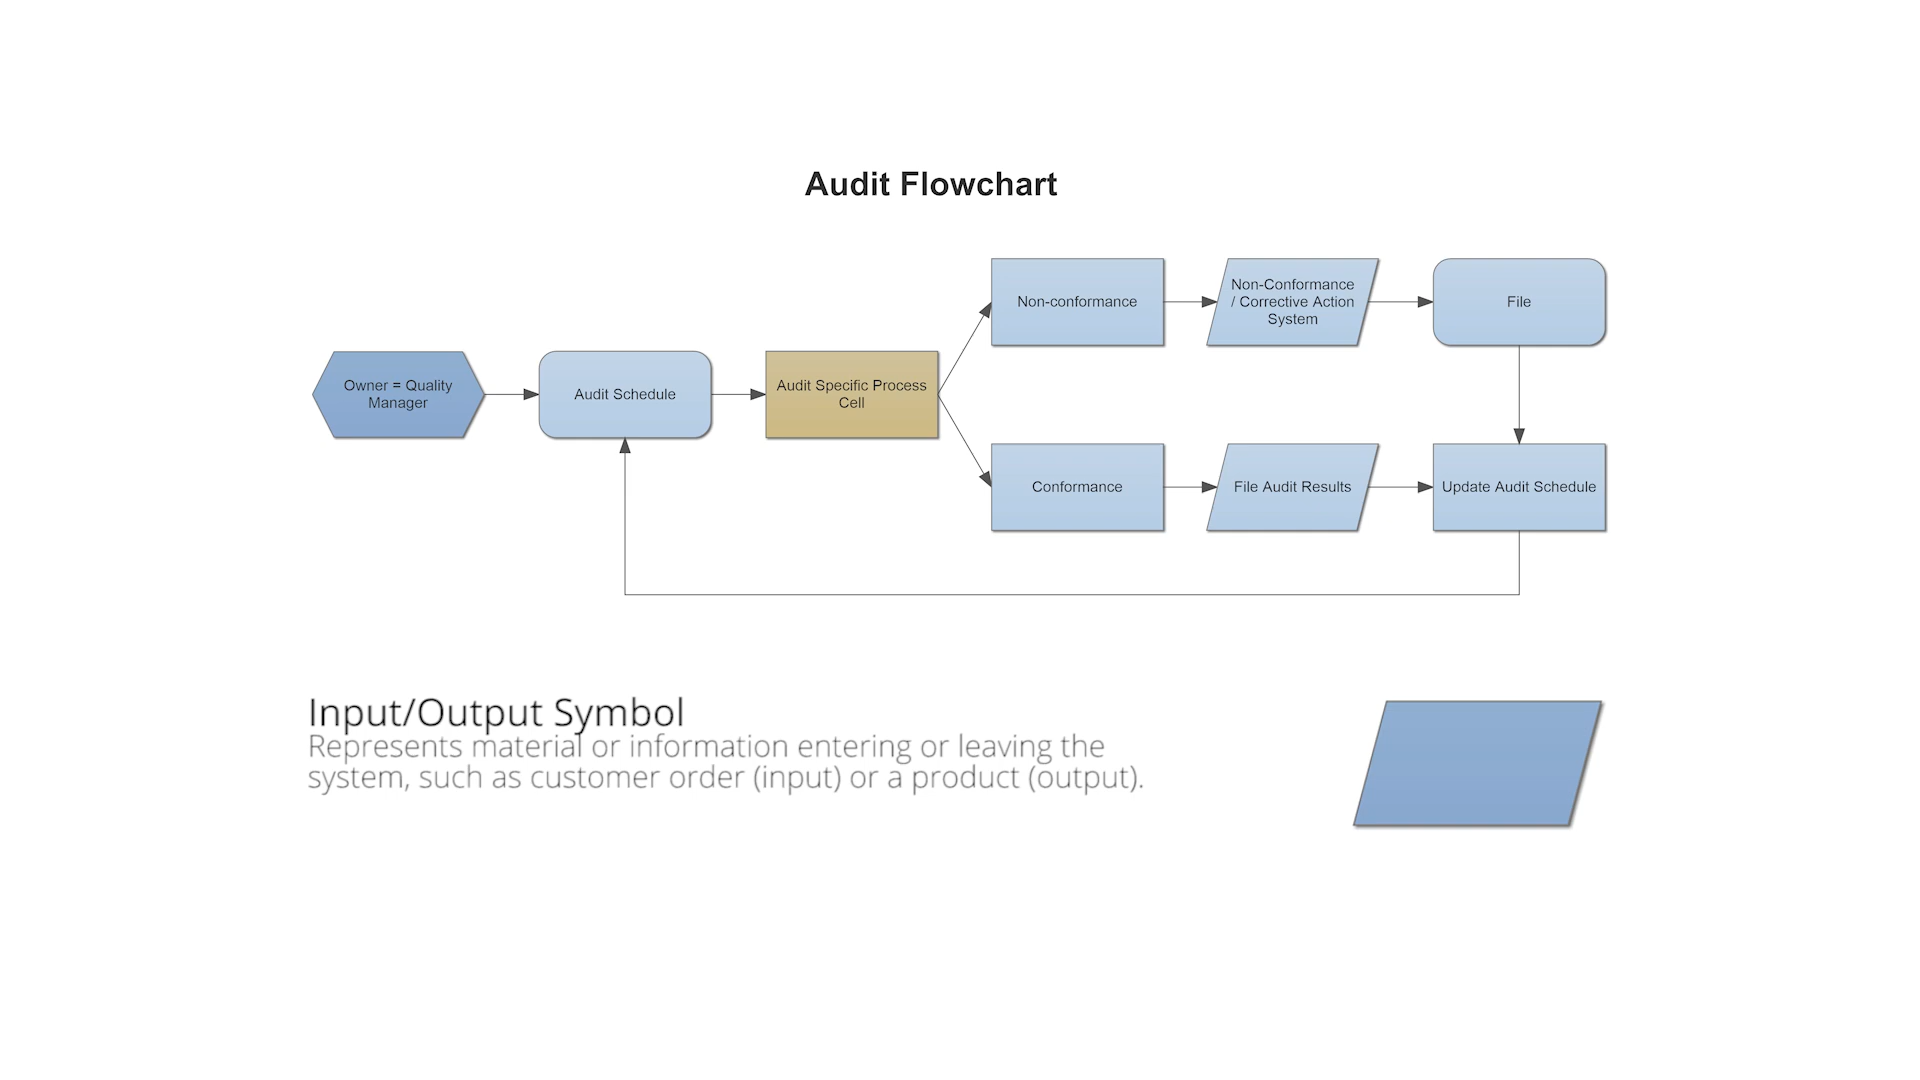 Audit Flowchart
Non-conformance
Non-Conformance
/ Corrective Action
System
File
Owner = Quality
Manager
Audit Schedule
Audit Specific Process
Cell
Conformance
File Audit Results
Update Audit Schedule
Input/Output Symbol
Represents material or information entering or leaving the
system, such as customer order (input) or a product (output).